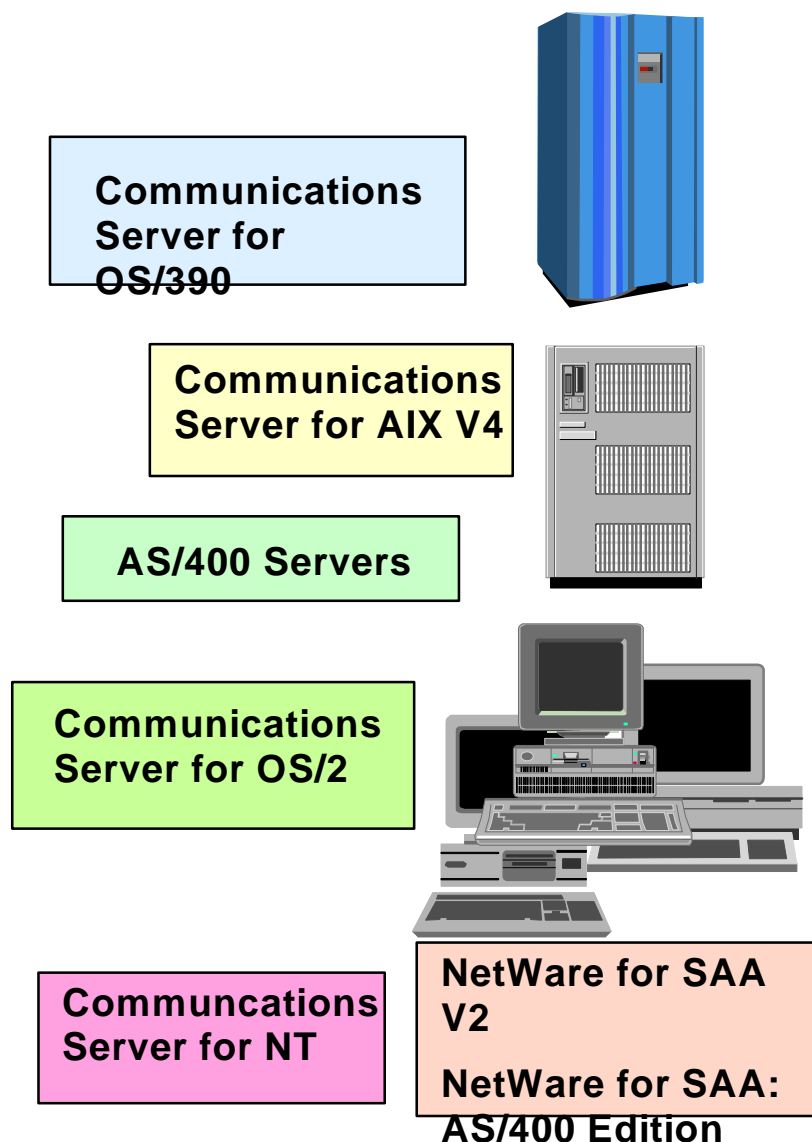 Communications
Server for
OS/390
Communications
Server for AIX V4
AS/400 Servers
Communications
Server for OS/2
Communcations
Server for NT
NetWare for SAA
V2
NetWare for SAA:
AS/400 Edition